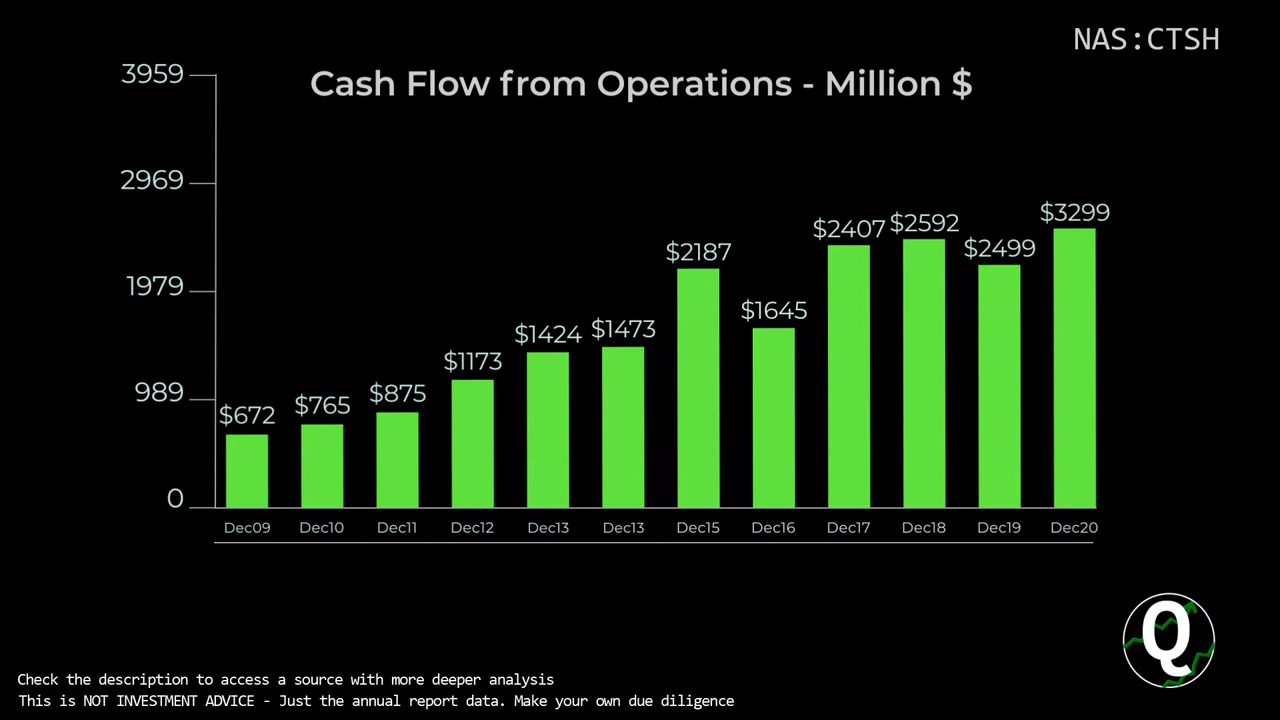 NAS:CTSH
Cash Flow from Operations - Million $
3959
2969
1979
989
0
$672
$765
$875
$1173
$1424
$1473
$2187
$1645
$2407
$2592
$2499
$3299
Dec09
Dec10
Dec11
Dec12
Dec13
Dec13
Dec15
Dec16
Dec17
Dec18
Dec19
Dec20
Q
Check the description to access a source with more deeper analysis
This is NOT INVESTMENT ADVICE - Just the annual report data. Make your own due diligence